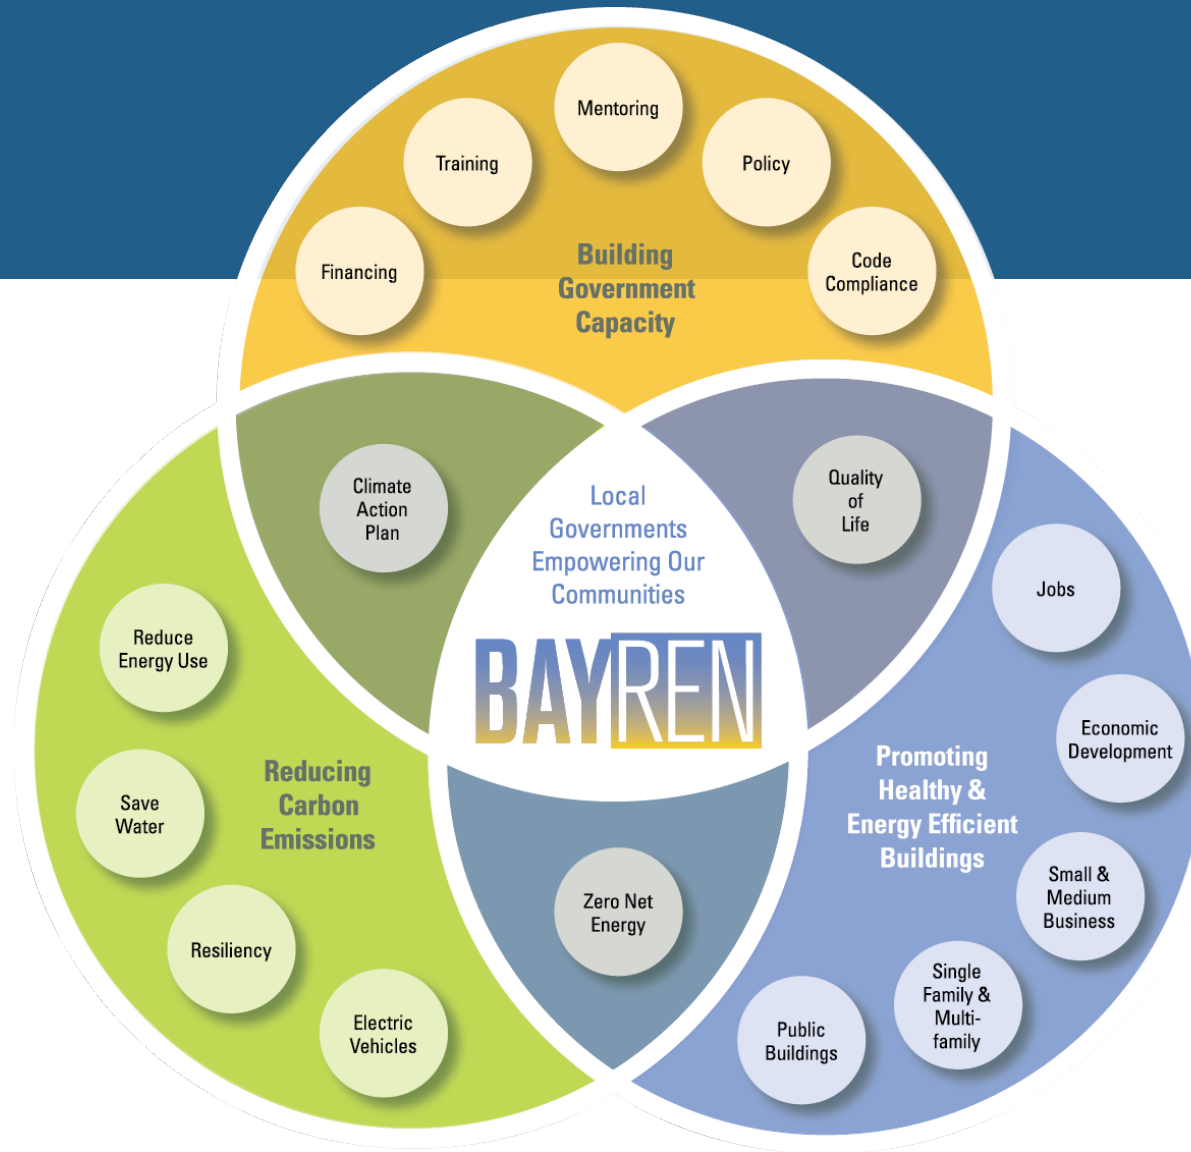 Mentoring
Training
Policy
Financing
Code
Compliance
Building
Government
Capacity
Climate
Action
Plan
Quality
of
Life
Local
Governments
Empowering Our
Communities
BAYREN
Reduce
Energy Use
Save
Water
Resiliency
Electric
Vehicles
Reducing
Carbon
Emissions
Zero Net
Energy
Promoting
Healthy &
Energy Efficient
Buildings
Jobs
Economic
Development
Small &
Medium
Business
Single
Family &
Multi-
family
Public
Buildings